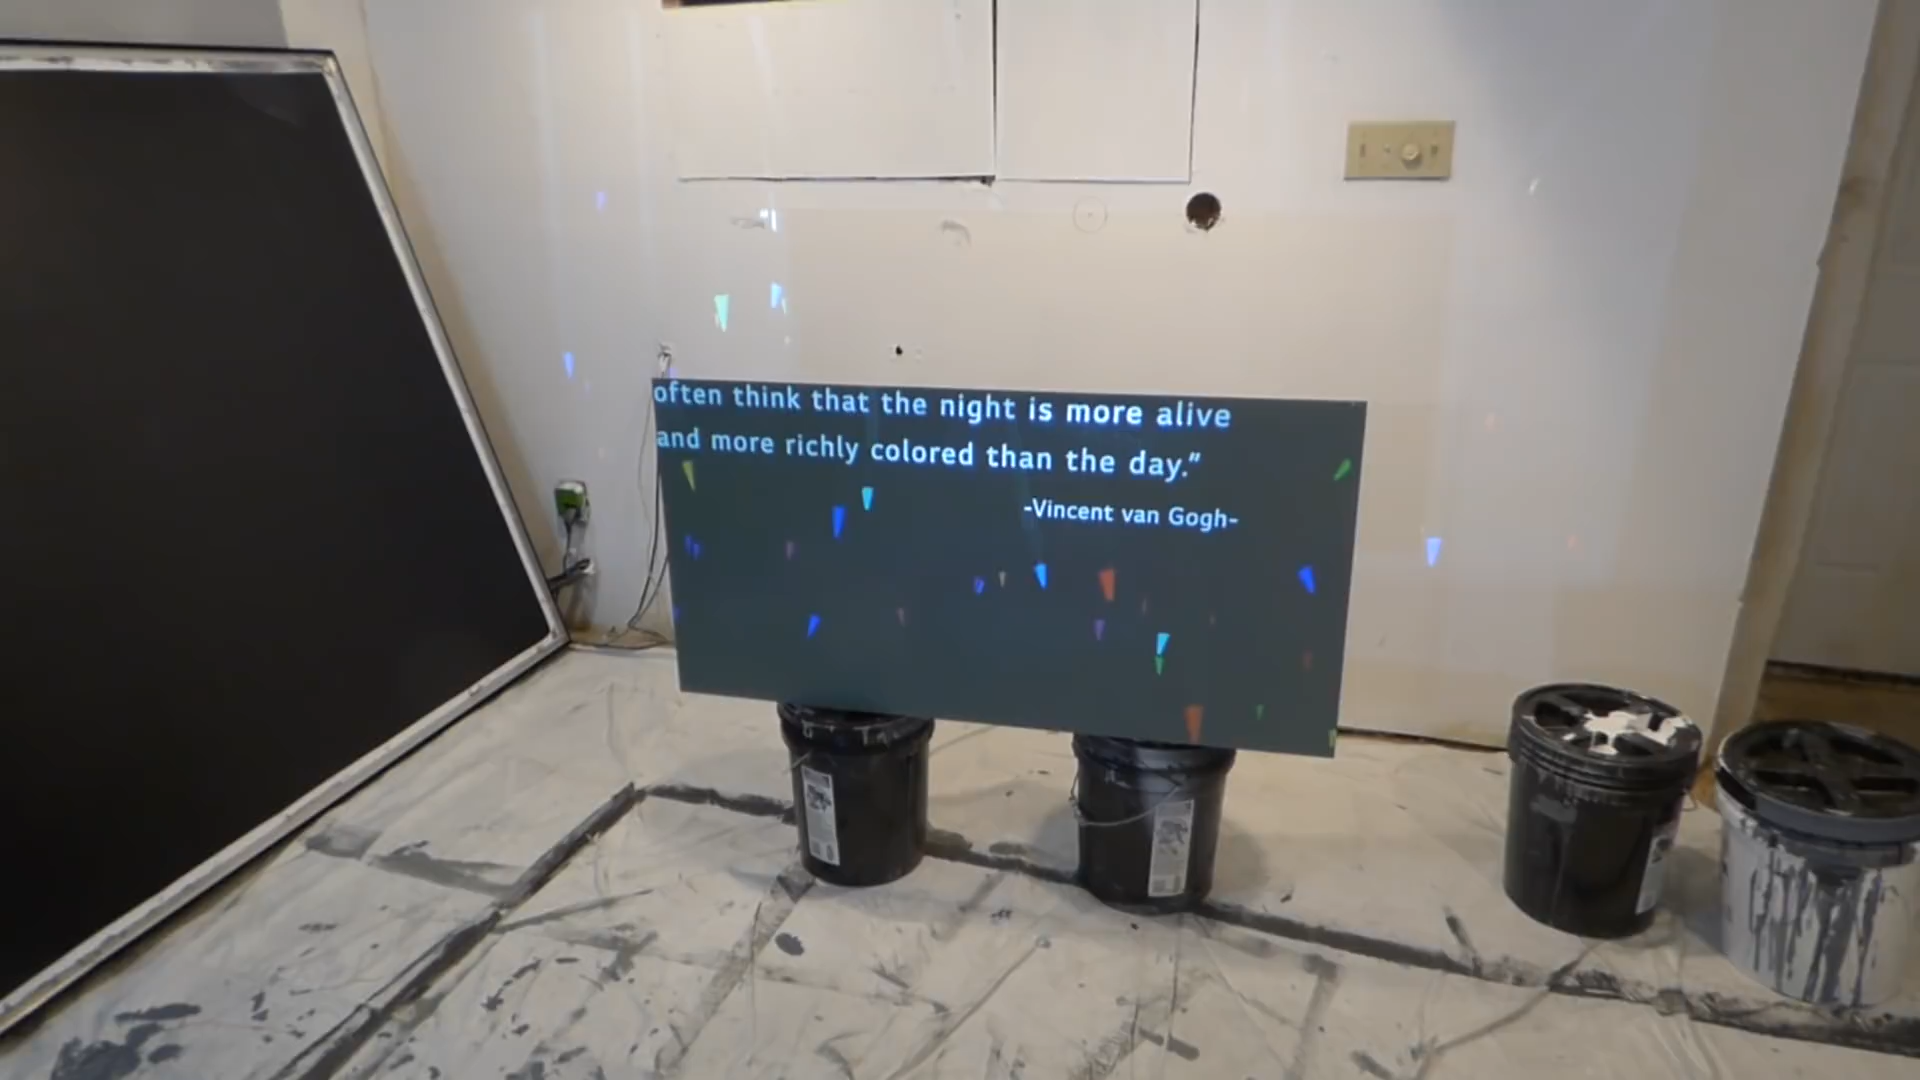 often think that the night is more alive
and more richly colored than the day.”
-Vincent van Gogh-